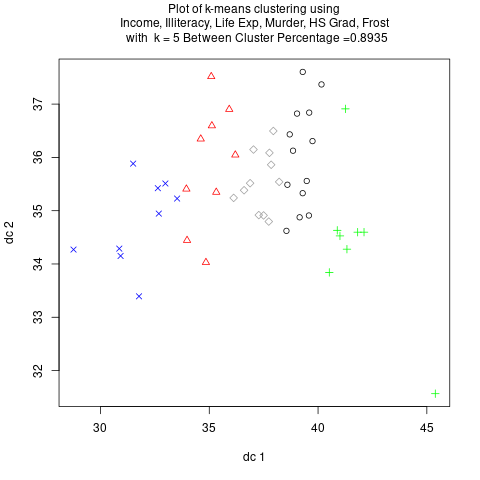 Plot of k-means clustering using
Income, Illiteracy, Life Exp, Murder, HS Grad, Frost
with k = 5 Between Cluster Percentage =0.8935
dc 2
37
36
35
34
33
32
30
35
40
45
dc 1